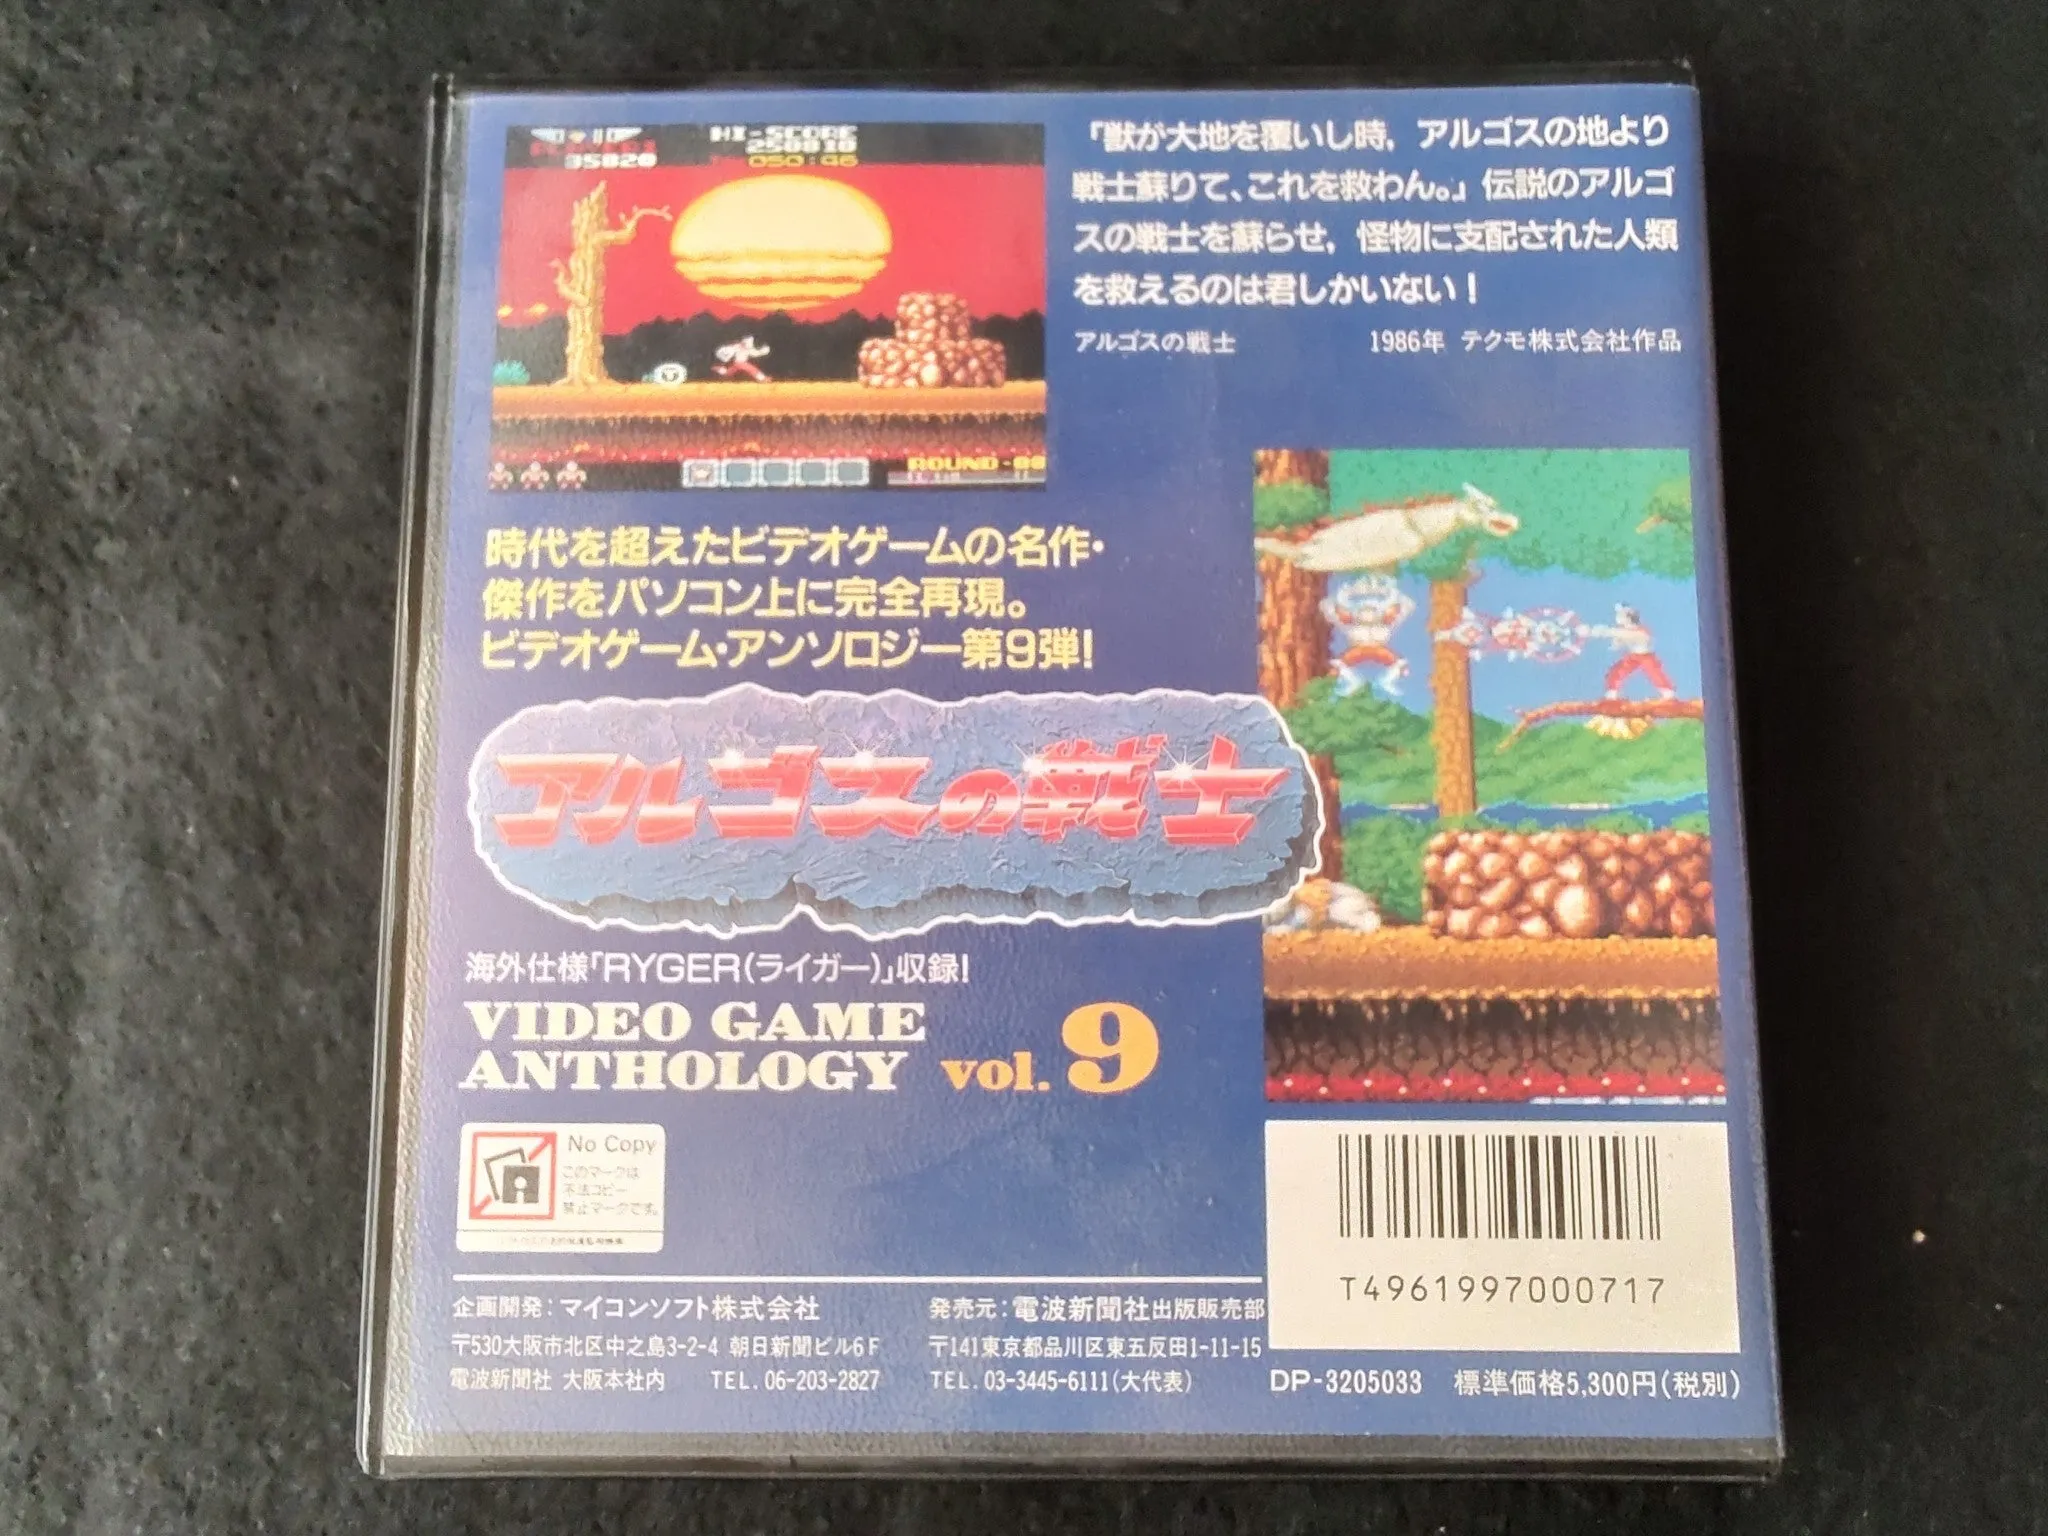 HI-SCORE
35820
250810
050:46
ROUND-08
「獣が大地を覆いし時，アルゴスの地より
戦士蘇りて、これを救わん。」伝説のアルゴ
スの戦士を蘇らせ，怪物に支配された人類
を救えるのは君しかいない！
アルゴスの戦士 1986年 テクモ株式会社作品
時代を超えたビデオゲームの名作・
傑作をパソコン上に完全再現。
ビデオゲーム・アンソロジー第9弾！
アルゴスの戦士
海外仕様「RYGER(ライガー)」収録！
VIDEO GAME
ANTHOLOGY vol. 9
No Copy
このマークは
不法コピー
禁止マークです。
T4961997000717
企画開発：マイコンソフト株式会社
〒530大阪市北区中之島3-2-4 朝日新聞ビル6F
電波新聞社 大阪本社内 TEL. 06-203-2827
発売元：電波新聞社出版販売部
〒141東京都品川区東五反田1-11-15
TEL. 03-3445-6111(大代表)
DP-3205033 標準価格5,300円(税別)